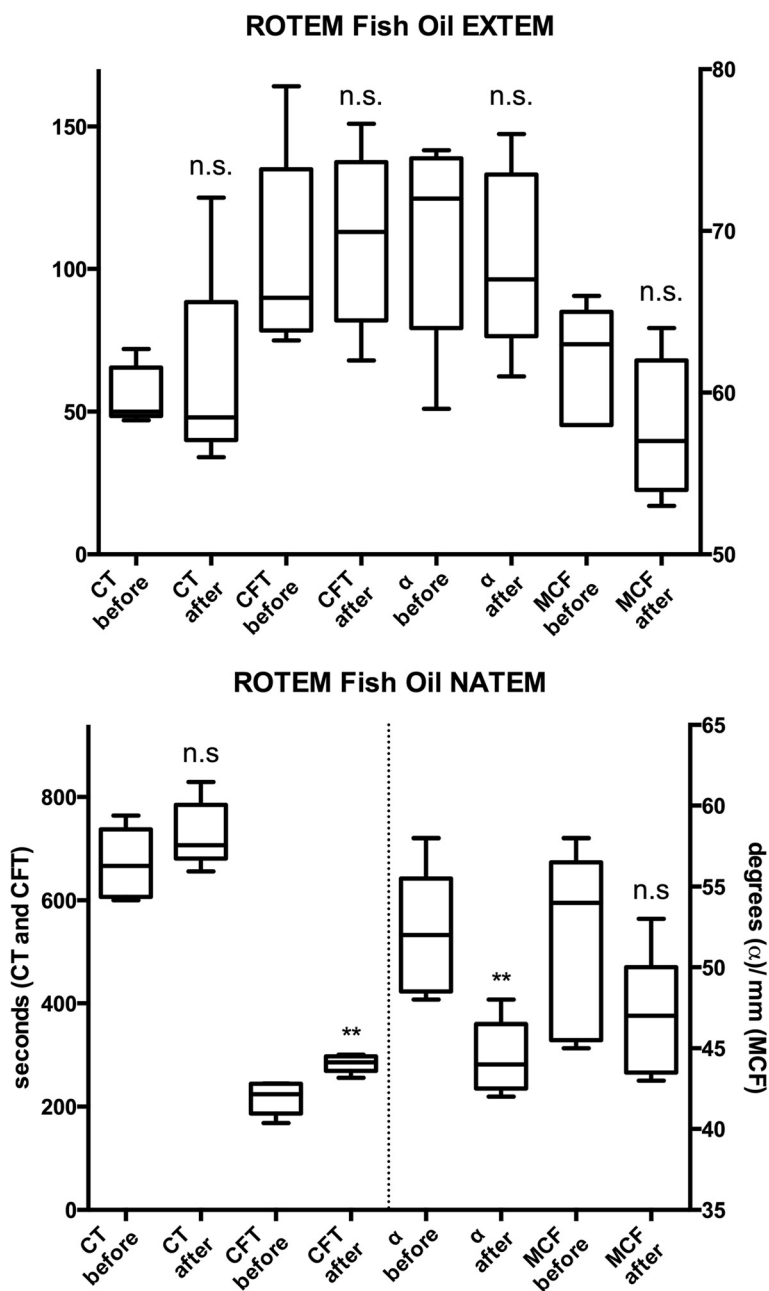 ROTEM Fish Oil EXTEM
150
100
50
0
80
70
60
50
n.s.
n.s.
n.s.
n.s.
CT before
CT after
CFT before
CFT after
α before
α after
MCF before
MCF after
ROTEM Fish Oil NATEM
seconds (CT and CFT)
800
600
400
200
0
65
60
55
50
45
40
35
degrees (α)/ mm (MCF)
n.s
**
**
n.s
CT before
CT after
CFT before
CFT after
α before
α after
MCF before
MCF after